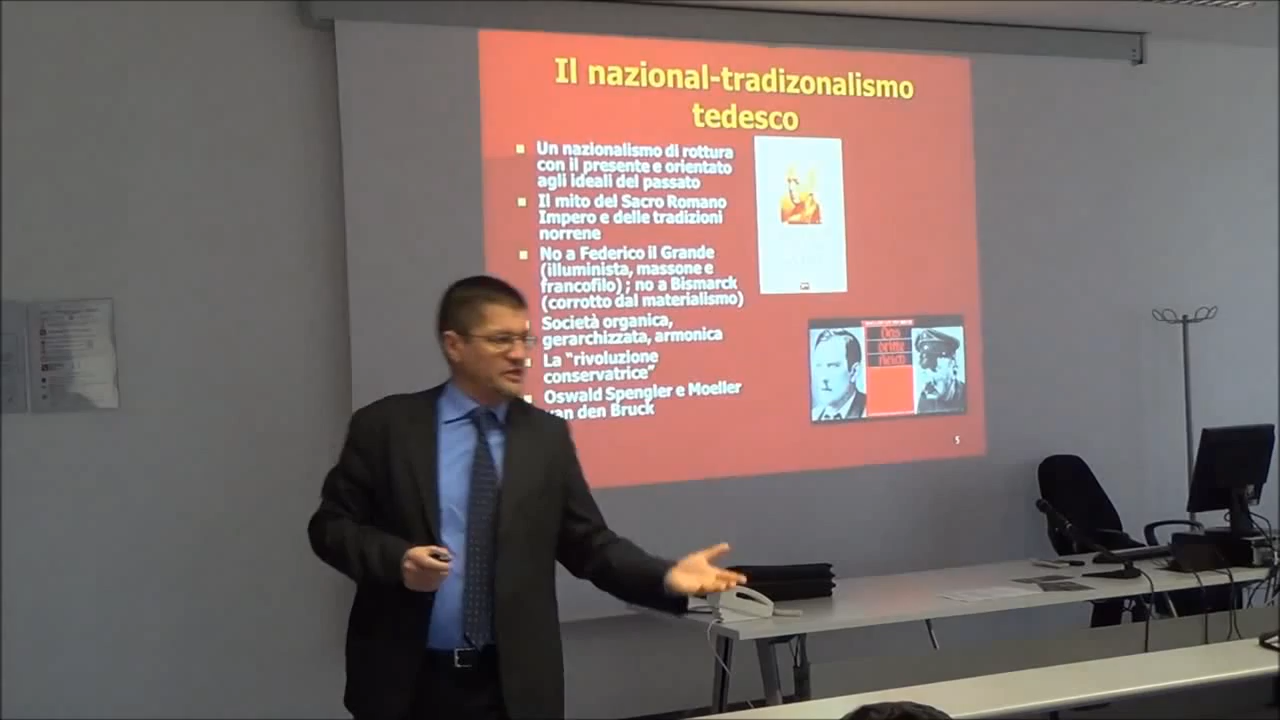 Il nazional-tradizonalismo
tedesco
Un nazionalismo di rottura
con il presente e orientato
agli ideali del passato
Il mito del Sacro Romano
Impero e delle tradizioni
norrene
No a Federico il Grande
(illuminista, massone e
francofilo) ; no a Bismarck
(corrotto dal materialismo)
Società organica,
gerarchizzata, armonica
La “rivoluzione
conservatrice”
Oswald Spengler e Moeller
van den Bruck
Das
dritte
Reich
5